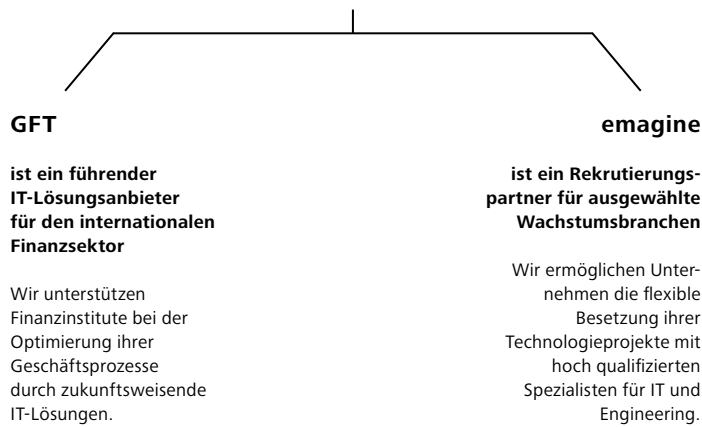 GFT
ist ein führender
IT-Lösungsanbieter
für den internationalen
Finanzsektor
Wir unterstützen
Finanzinstitute bei der
Optimierung ihrer
Geschäftsprozesse
durch zukunftsweisende
IT-Lösungen.
emagine
ist ein Rekrutierungs-
partner für ausgewählte
Wachstumsbranchen
Wir ermöglichen Unter-
nehmen die flexible
Besetzung ihrer
Technologieprojekte mit
hoch qualifizierten
Spezialisten für IT und
Engineering.